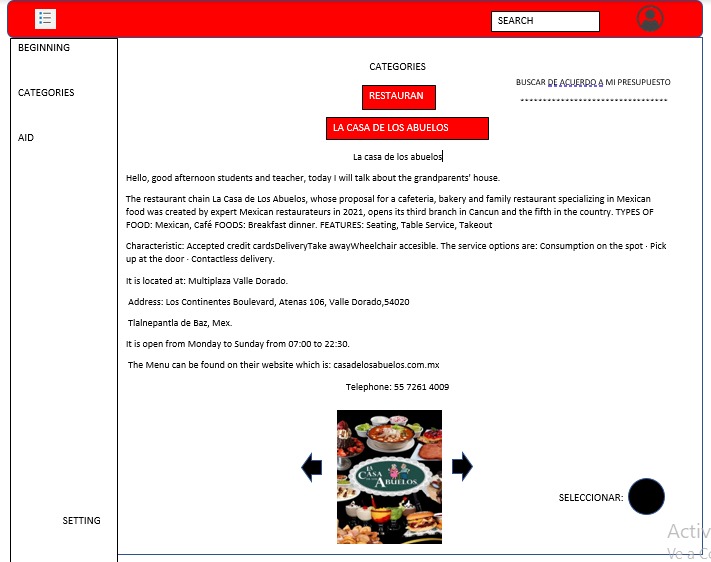 SEARCH
BEGINNING
CATEGORIES
AID
SETTING
CATEGORIES
BUSCAR DE ACUERDO A MI PRESUPUESTO
RESTAURAN
LA CASA DE LOS ABUELOS
La casa de los abuelos
Hello, good afternoon students and teacher, today I will talk about the grandparents' house.
The restaurant chain La Casa de Los Abuelos, whose proposal for a cafeteria, bakery and family restaurant specializing in Mexican
food was created by expert Mexican restaurateurs in 2021, opens its third branch in Cancun and the fifth in the country. TYPES OF
FOOD: Mexican, Café FOODS: Breakfast dinner. FEATURES: Seating, Table Service, Takeout
Characteristic: Accepted credit cardsDeliveryTake awayWheelchair accesible. The service options are: Consumption on the spot · Pick
up at the door · Contactless delivery.
It is located at: Multiplaza Valle Dorado.
Address: Los Continentes Boulevard, Atenas 106, Valle Dorado,54020
Tlalnepantla de Baz, Mex.
It is open from Monday to Sunday from 07:00 to 22:30.
The Menu can be found on their website which is: casadelosabuelos.com.mx
Telephone: 55 7261 4009
LA
CASA
DE LOS
ABUELOS
SELECCIONAR:
Activ
Ve a C